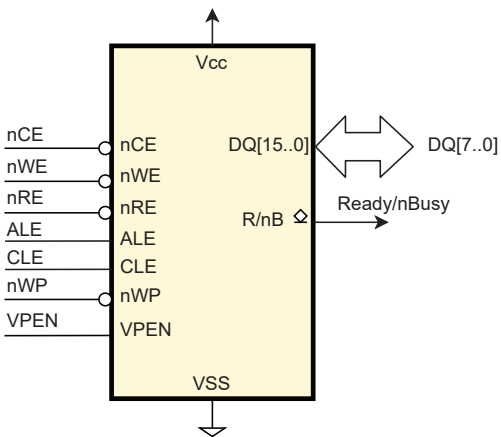 Vcc
nCE
nCE
DQ[15..0]
DQ[7..0]
nWE
nWE
nRE
nRE
R/nB
Ready/nBusy
ALE
ALE
CLE
CLE
nWP
nWP
VPEN
VPEN
VSS